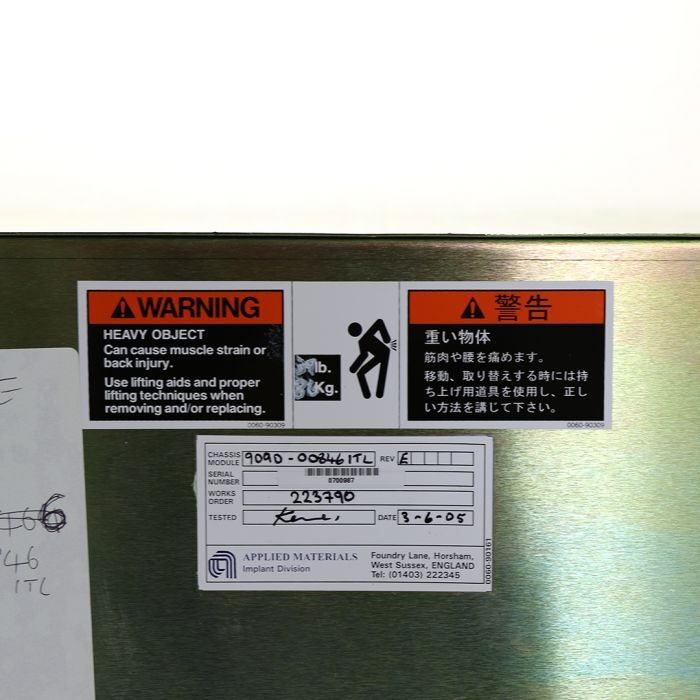 WARNING
HEAVY OBJECT
Can cause muscle strain or
back injury.
Use lifting aids and proper
lifting techniques when
removing and/or replacing.
0060-90309
lb.
Kg.
警告
重い物体
筋肉や腰を痛めます。
移動、取り替えする時には持
ち上げ用道具を使用し、正し
い方法を講じて下さい。
0060-90309
CHASSIS MODULE 9090-00846ITL REV E
SERIAL NUMBER 0700987
WORKS ORDER 223790
TESTED DATE 3-6-05
APPLIED MATERIALS
Implant Division
Foundry Lane, Horsham,
West Sussex, ENGLAND
Tel: (01403) 222345
0060-90161
E
46
ITL